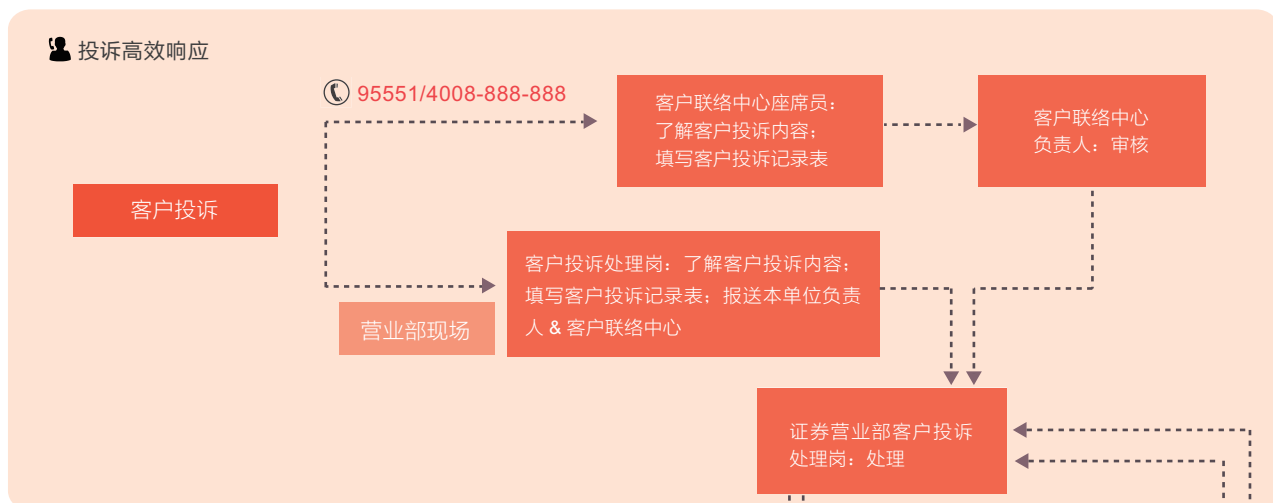 投诉高效响应
95551/4008-888-888
客户联络中心座席员：
了解客户投诉内容；
填写客户投诉记录表
客户联络中心
负责人：审核
客户投诉
客户投诉处理岗：了解客户投诉内容；
填写客户投诉记录表；报送本单位负责
人 & 客户联络中心
营业部现场
证券营业部客户投诉
处理岗：处理